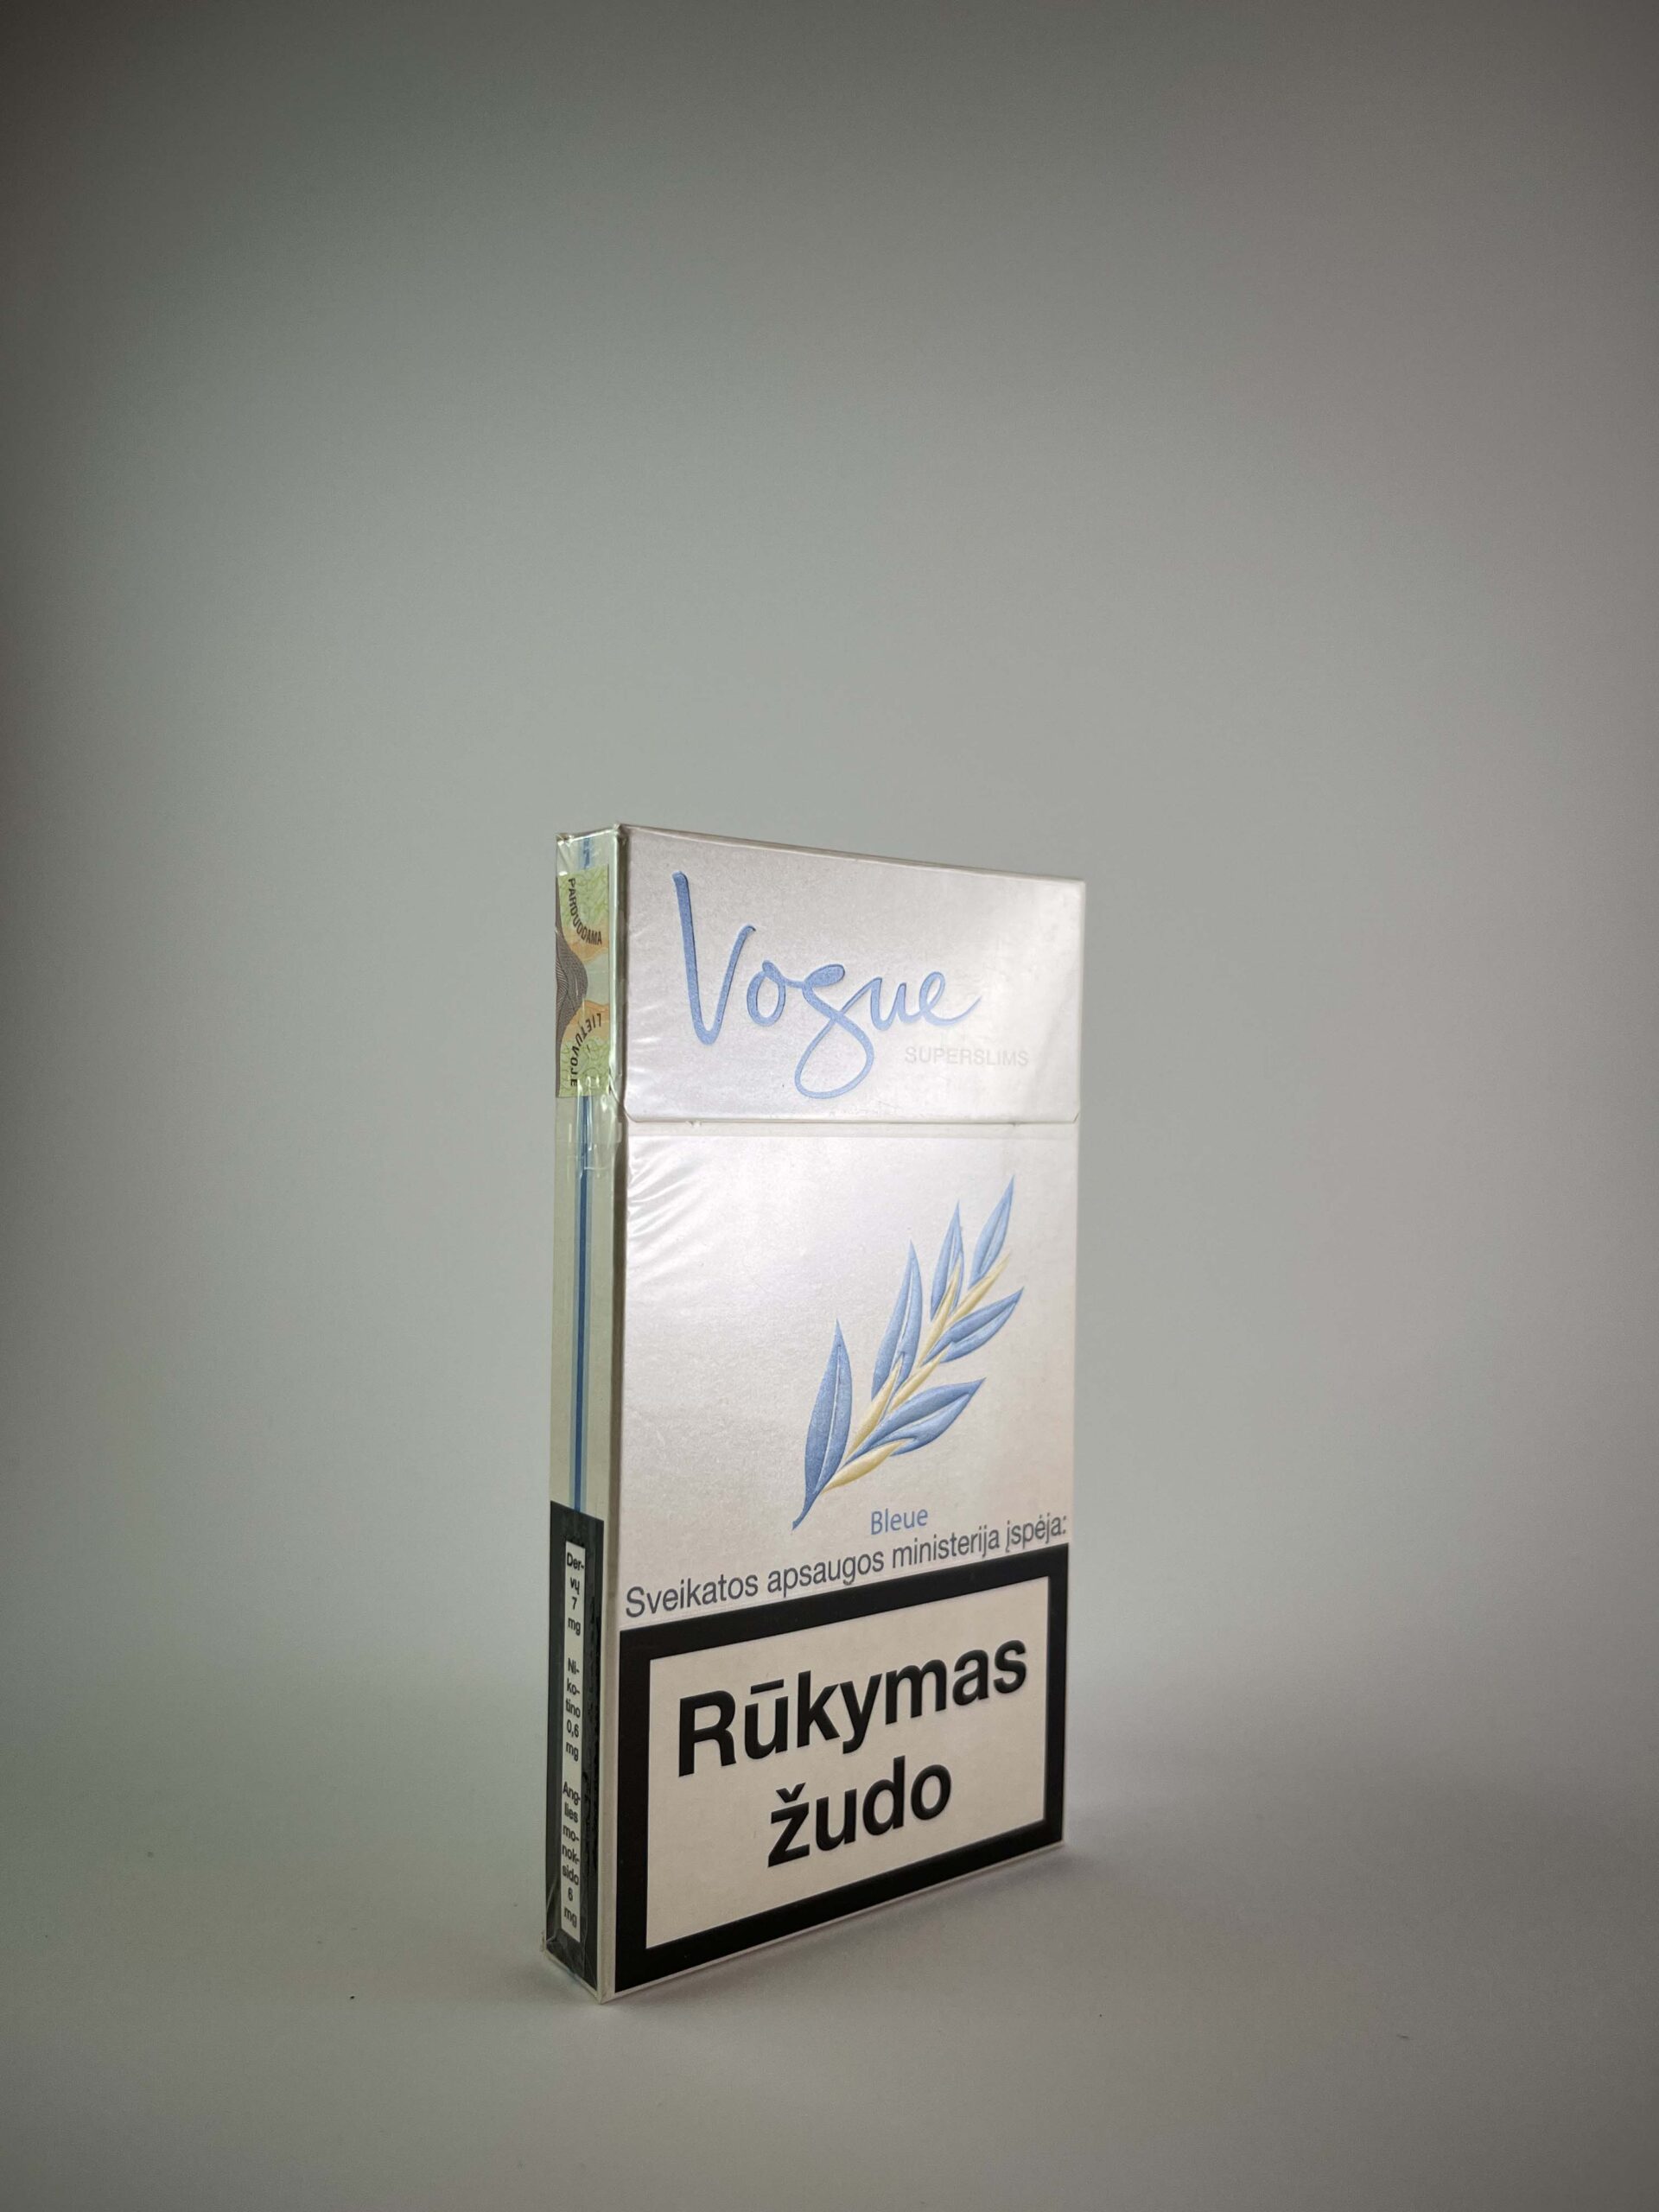 Vogue
SUPERSLIMS
Bleue
Sveikatos apsaugos ministerija įspėja:
Rūkymas
žudo
PARDUODAMA
LIETUVOJE
Der-
vų
7
mg
Ni-
ko-
tino
0,6
mg
Ang-
lies
mo-
nok-
sido
6
mg